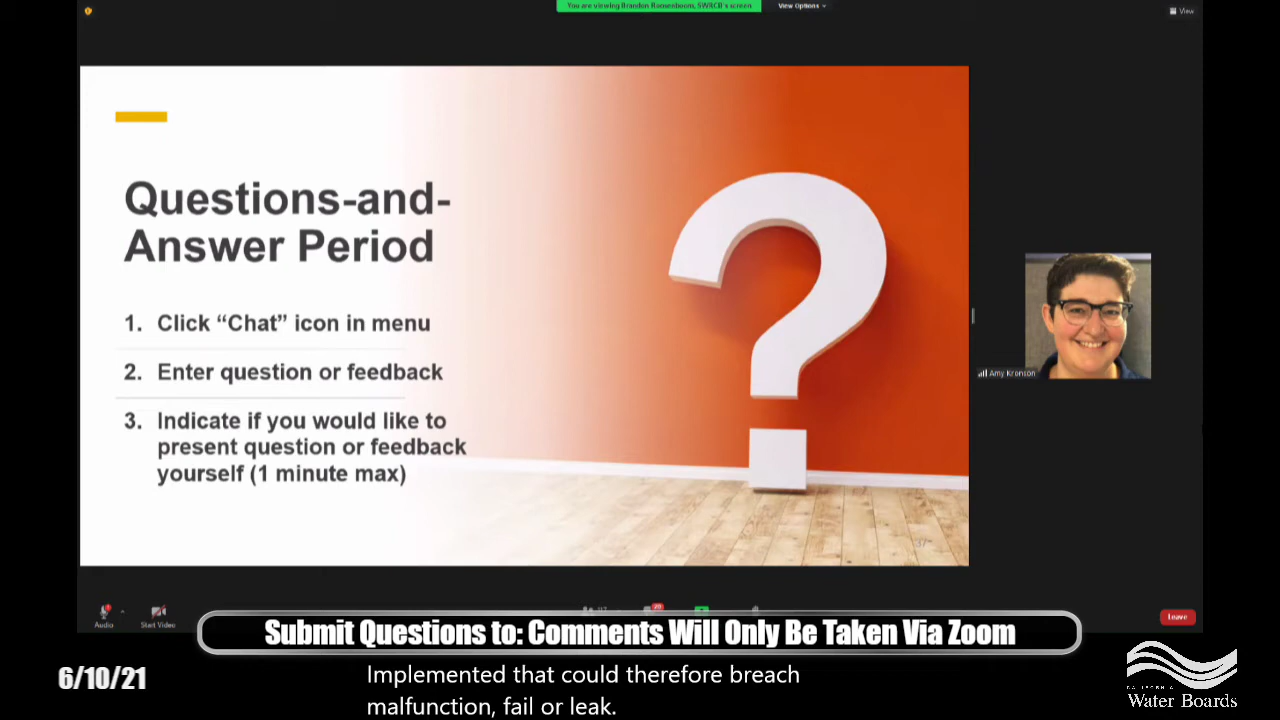 You are viewing Brandon Roosenboom, SWRCB's screen
View Options
View
Questions-and-
Answer Period
1. Click “Chat” icon in menu
2. Enter question or feedback
3. Indicate if you would like to
present question or feedback
yourself (1 minute max)
37
Amy Kronson
Audio
Start Video
Leave
Submit Questions to: Comments Will Only Be Taken Via Zoom
6/10/21
Implemented that could therefore breach
malfunction, fail or leak.
CALIFORNIA
Water Boards